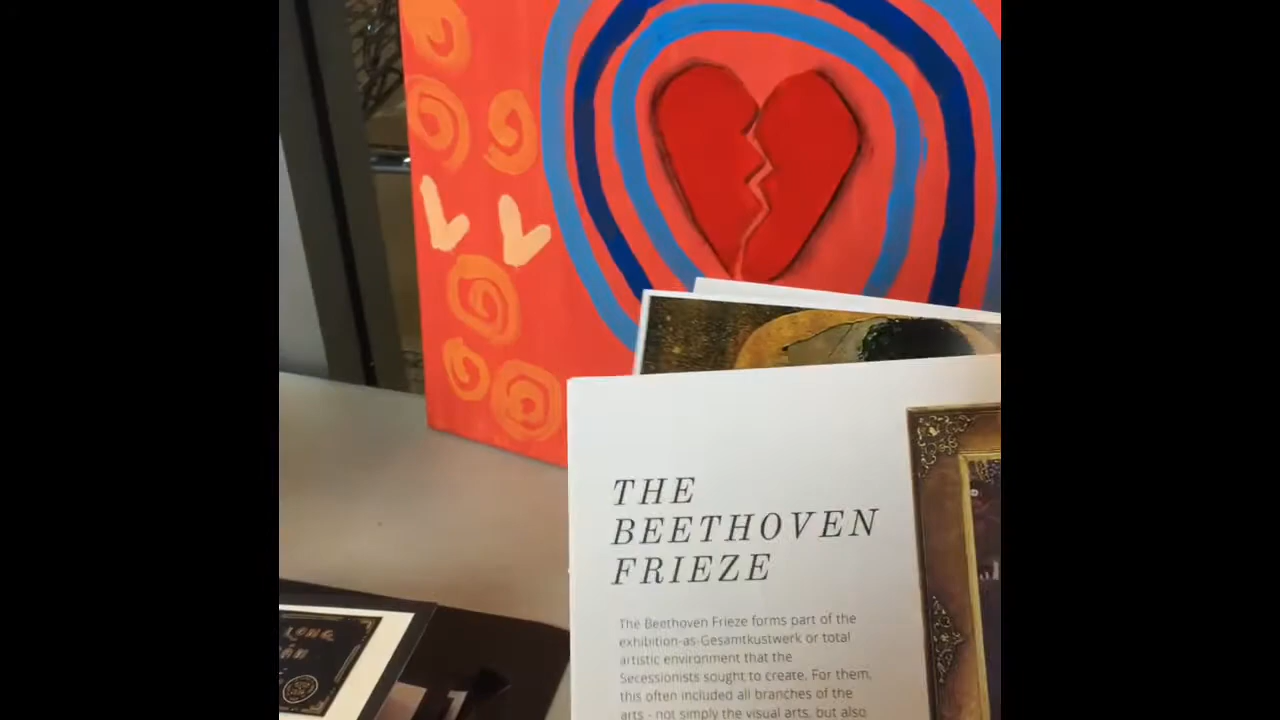 THE
BEETHOVEN
FRIEZE
The Beethoven Frieze forms part of the
exhibition-as-Gesamtkustwerk or total
artistic environment that the
Secessionists sought to create. For them,
this often included all branches of the
arts - not simply the visual arts, but also